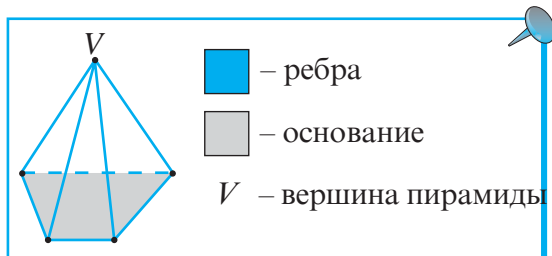 V
– ребра
– основание
V – вершина пирамиды